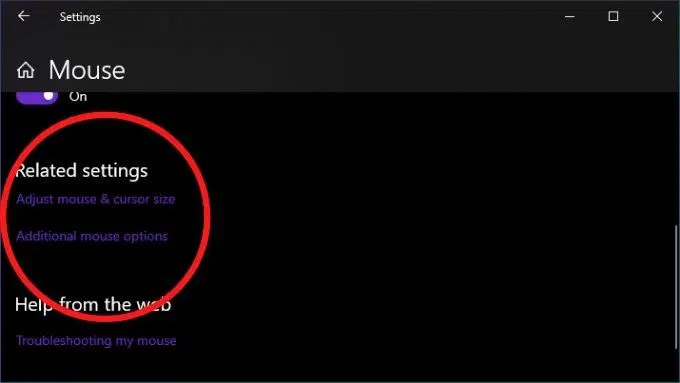 Settings
Mouse
On
Related settings
Adjust mouse & cursor size
Additional mouse options
Help from the web
Troubleshooting my mouse